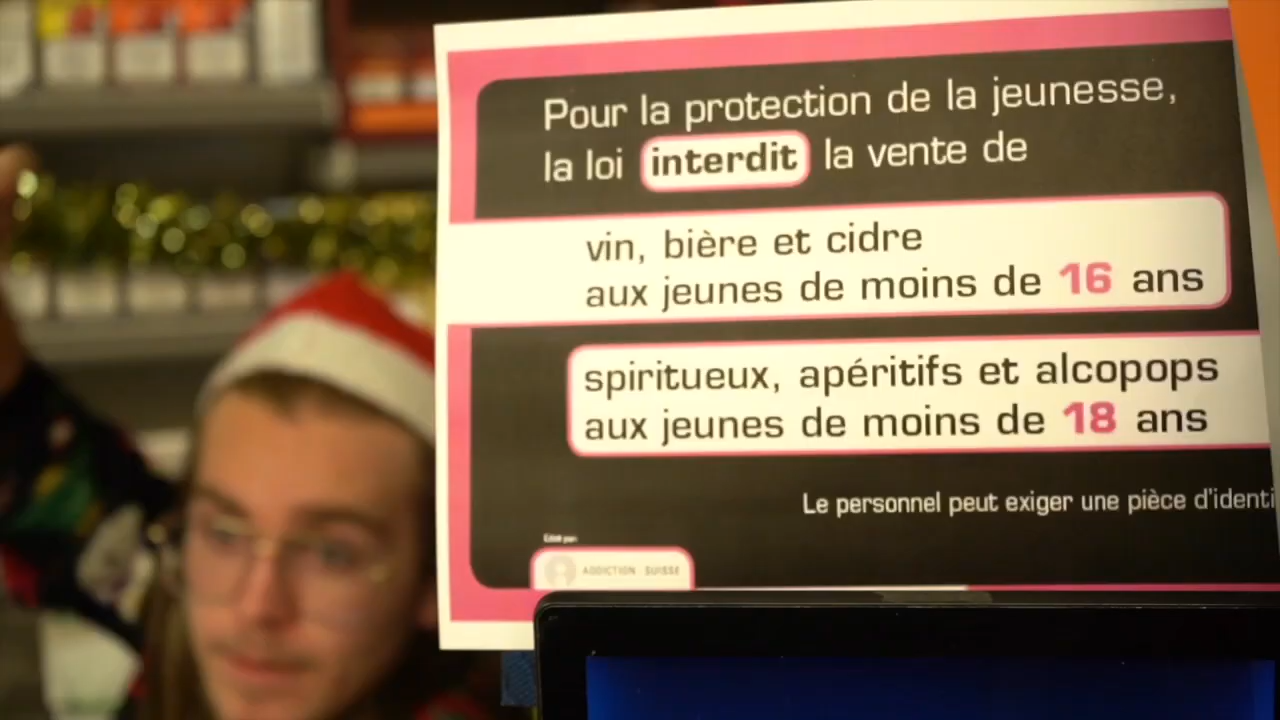 Pour la protection de la jeunesse,
la loi interdit la vente de
vin, bière et cidre
aux jeunes de moins de 16 ans
spiritueux, apéritifs et alcopops
aux jeunes de moins de 18 ans
Le personnel peut exiger une pièce d'identi
Edité par:
ADDICTION SUISSE